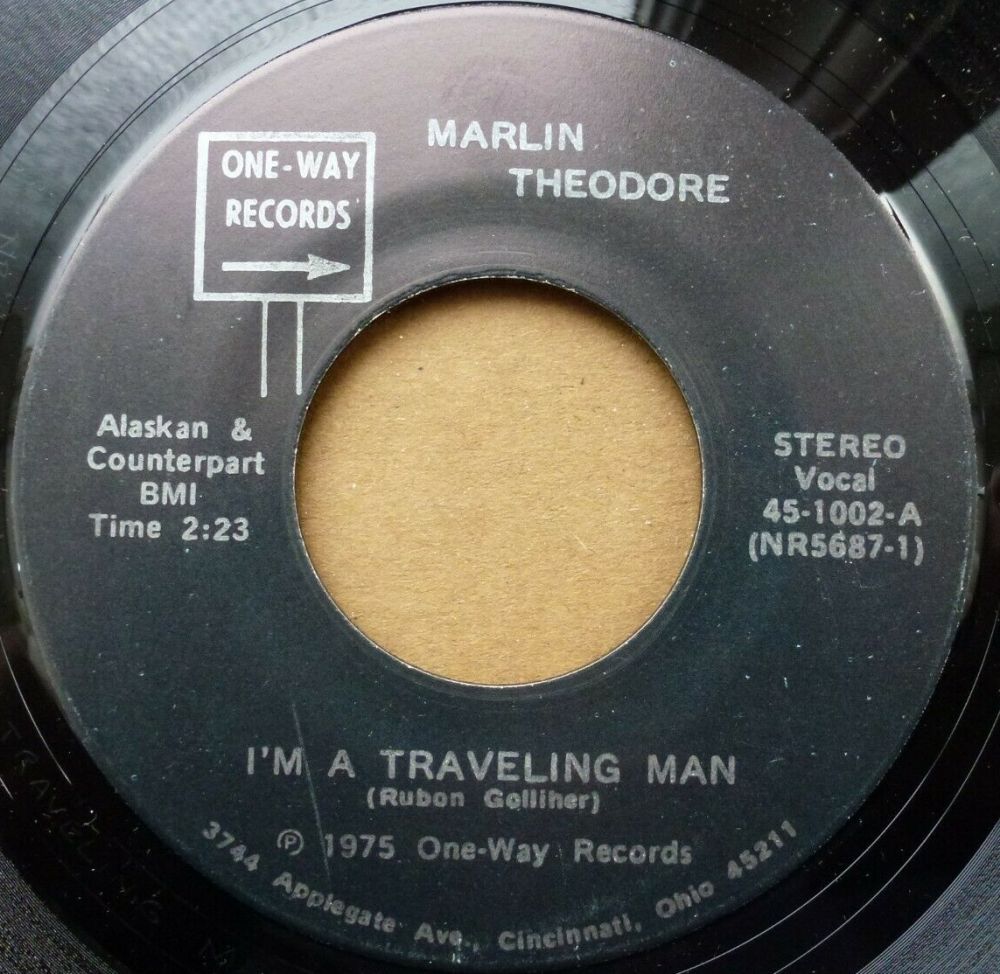 ONE-WAY
RECORDS
MARLIN
THEODORE
Alaskan &
Counterpart
BMI
Time 2:23
STEREO
Vocal
45-1002-A
(NR5687-1)
I'M A TRAVELING MAN
(Rubon Golliher)
℗ 1975 One-Way Records
3744 Applegate Ave., Cincinnati, Ohio 45211